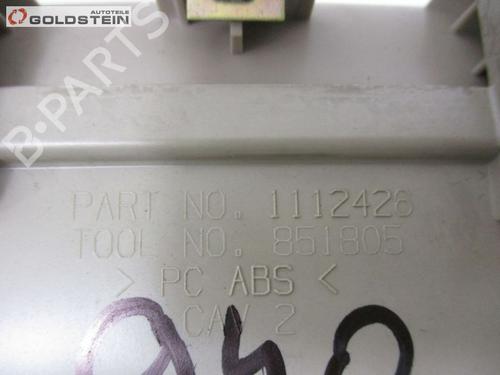 AUTOTEILE
GOLDSTEIN
B-PARTS
PART NO. 1112426
TOOL NO. 851805
> PC ABS <
CAV 2